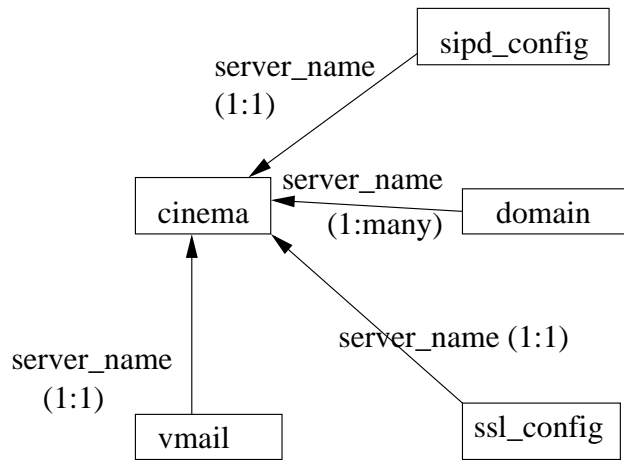 sipd_config
server_name
(1:1)
server_name
cinema
domain
(1:many)
server_name (1:1)
server_name
(1:1)
vmail
ssl_config